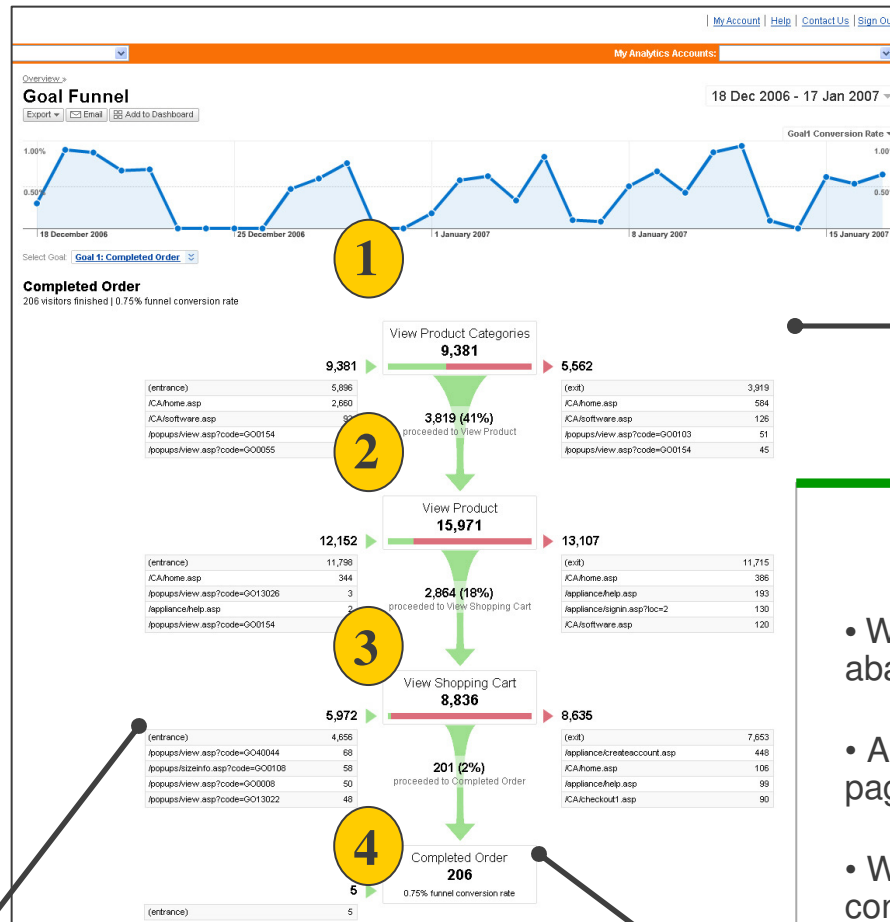 My Account | Help | Contact Us | Sign Ou
My Analytics Accounts:
Overview »
Goal Funnel
18 Dec 2006 - 17 Jan 2007
Export Email Add to Dashboard
Goal1 Conversion Rate
1.00% 1.00
0.50% 0.50
18 December 2006 25 December 2006 1 January 2007 8 January 2007 15 January 2007
Select Goal: Goal 1: Completed Order
1
Completed Order
206 visitors finished | 0.75% funnel conversion rate
View Product Categories
9,381
9,381 5,562
(entrance) 5,896
/CA/home.asp 2,660
/CA/software.asp
/popups/view.asp?code=GO0154
/popups/view.asp?code=GO0055
3,819 (41%)
proceeded to View Product
(exit) 3,919
/CA/home.asp 584
/CA/software.asp 126
/popups/view.asp?code=GO0103 51
/popups/view.asp?code=GO0154 45
2
View Product
15,971
12,152 13,107
(entrance) 11,798
/CA/home.asp 344
/popups/view.asp?code=GO13026 3
/appliance/help.asp 2
/popups/view.asp?code=GO0154
2,864 (18%)
proceeded to View Shopping Cart
(exit) 11,715
/CA/home.asp 386
/appliance/help.asp 193
/appliance/signin.asp?loc=2 130
/CA/software.asp 120
3
View Shopping Cart
8,836
5,972 8,635
(entrance) 4,656
/popups/view.asp?code=GO40044 68
/popups/sizeinfo.asp?code=GO0108 58
/popups/view.asp?code=GO0008 50
/popups/view.asp?code=GO13022 48
201 (2%)
proceeded to Completed Order
(exit) 7,653
/appliance/createaccount.asp 448
/CA/home.asp 106
/appliance/help.asp 99
/CA/checkout1.asp 90
4
Completed Order
206
0.75% funnel conversion rate
5
(entrance) 5
• W
aba
• A
pag
• W
con